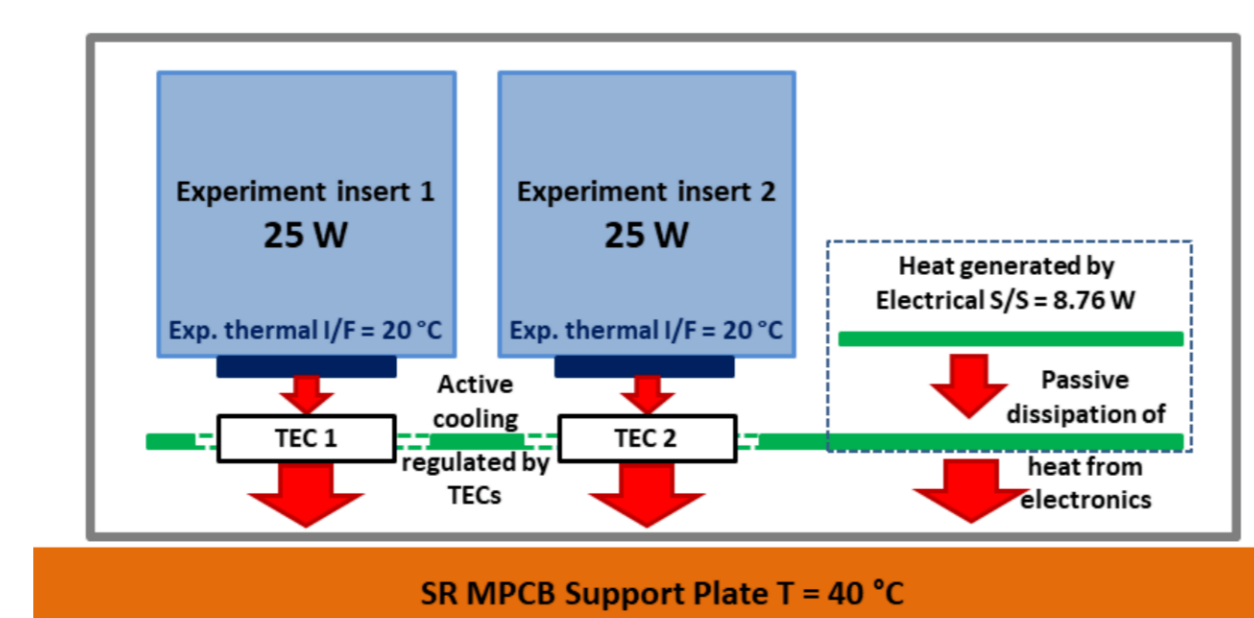 Experiment insert 1
25 W
Exp. thermal I/F = 20 °C
Experiment insert 2
25 W
Exp. thermal I/F = 20 °C
Heat generated by
Electrical S/S = 8.76 W
Active
cooling
regulated by
TECs
TEC 1
TEC 2
Passive
dissipation of
heat from
electronics
SR MPCB Support Plate T = 40 °C